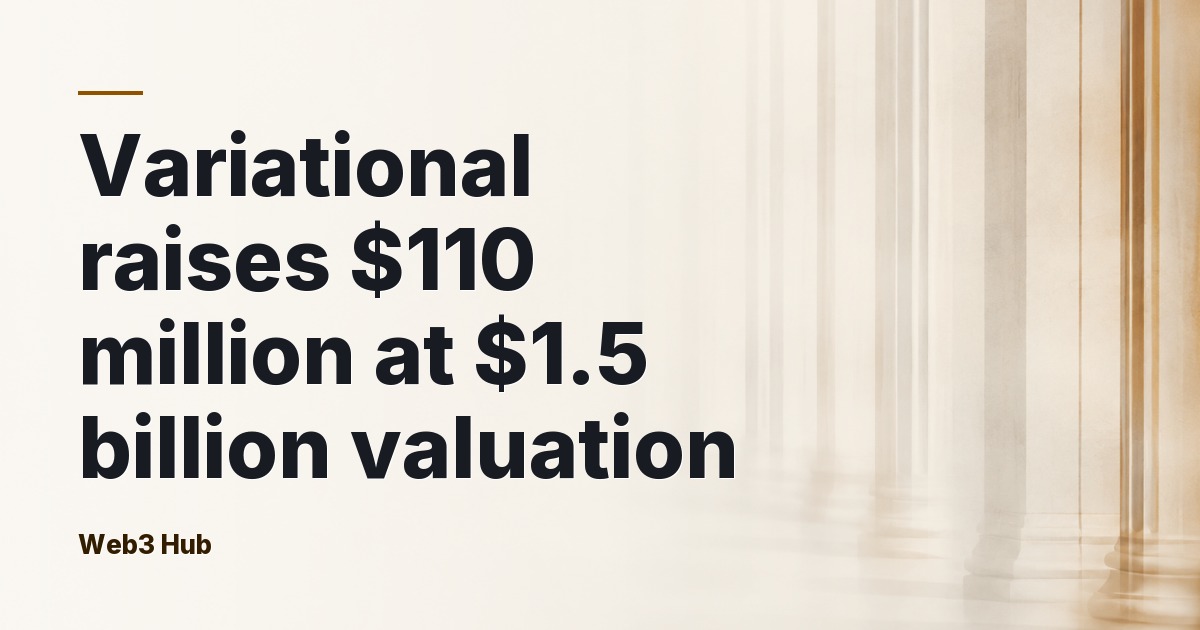 Variational
raises $110
million at $1.5
billion valuation
Web3 Hub